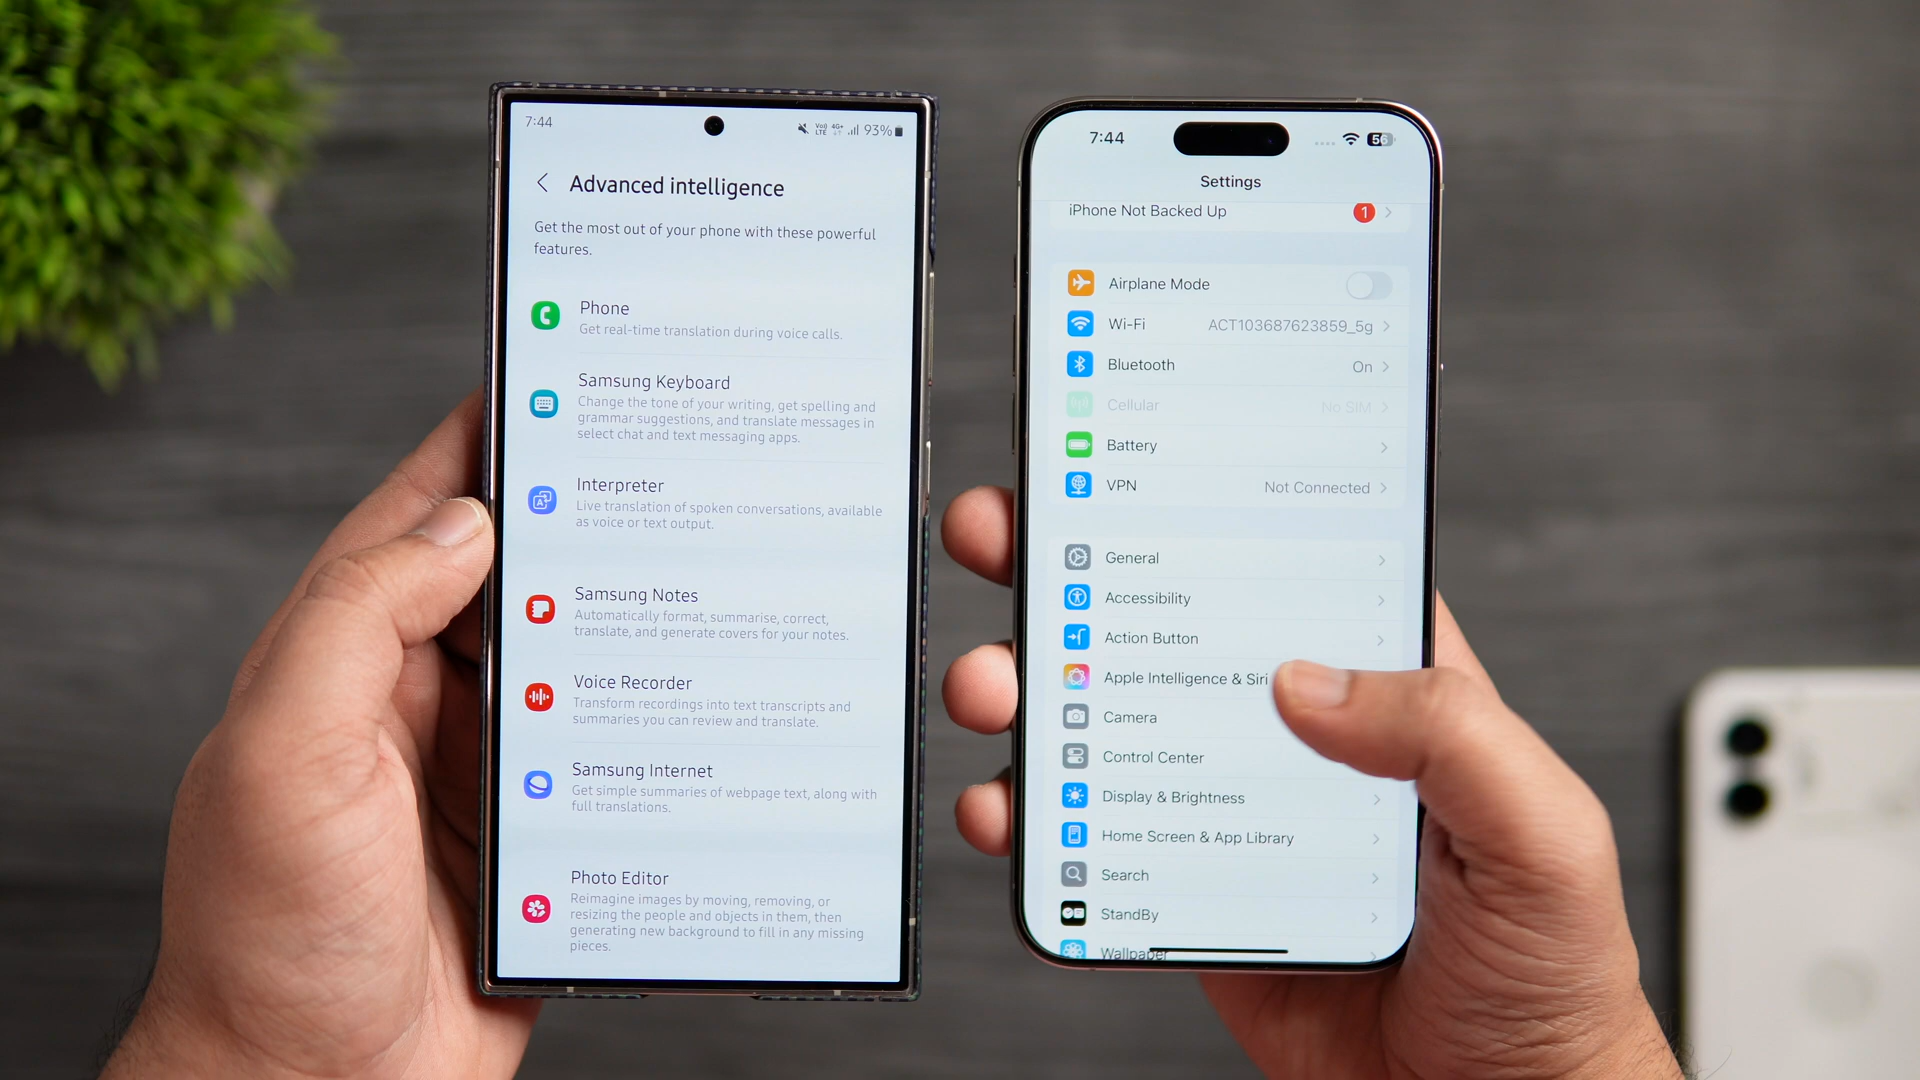 7:44
Voi) LTE 4G+ 93%
Advanced intelligence
Get the most out of your phone with these powerful
features.
Phone
Get real-time translation during voice calls.
Samsung Keyboard
Change the tone of your writing, get spelling and
grammar suggestions, and translate messages in
select chat and text messaging apps.
Interpreter
Live translation of spoken conversations, available
as voice or text output.
Samsung Notes
Automatically format, summarise, correct,
translate, and generate covers for your notes.
Voice Recorder
Transform recordings into text transcripts and
summaries you can review and translate.
Samsung Internet
Get simple summaries of webpage text, along with
full translations.
Photo Editor
Reimagine images by moving, removing, or
resizing the people and objects in them, then
generating new background to fill in any missing
pieces.
7:44
56
Settings
iPhone Not Backed Up 1
Airplane Mode
Wi-Fi ACT103687623859_5g
Bluetooth On
Cellular No SIM
Battery
VPN Not Connected
General
Accessibility
Action Button
Apple Intelligence & Siri
Camera
Control Center
Display & Brightness
Home Screen & App Library
Search
StandBy
Wallpaper